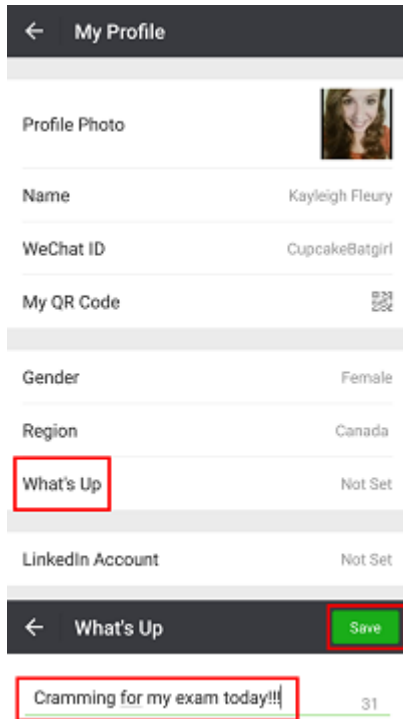 My Profile
Profile Photo
Name Kayleigh Fleury
WeChat ID CupcakeBatgirl
My QR Code
Gender Female
Region Canada
What's Up Not Set
LinkedIn Account Not Set
What's Up Save
Cramming for my exam today!!! 31